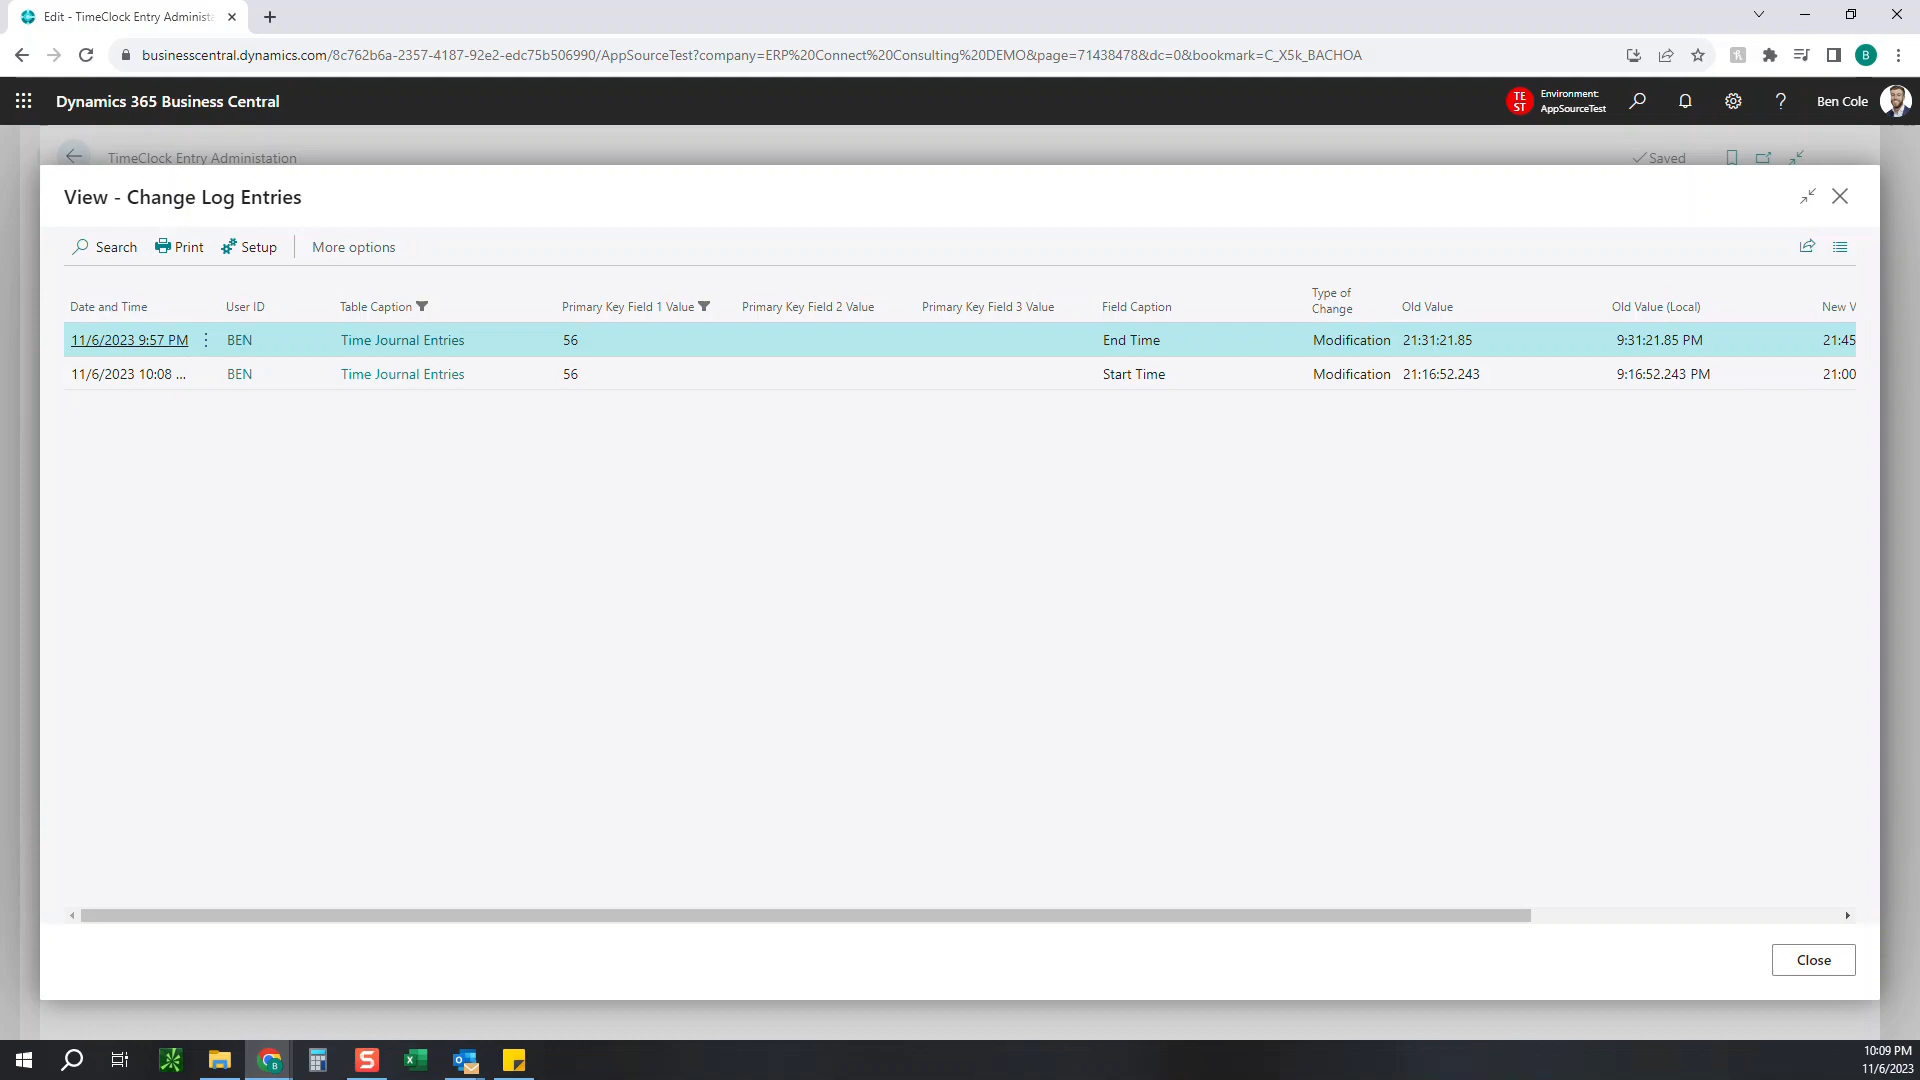 Edit - TimeClock Entry Administa
businesscentral.dynamics.com/8c762b6a-2357-4187-92e2-edc75b506990/AppSourceTest?company=ERP%20Connect%20Consulting%20DEMO&page=71438478&dc=0&bookmark=C_X5k_BACHOA
B
Dynamics 365 Business Central
TE
ST
Environment:
AppSourceTest
?
Ben Cole
TimeClock Entry Administation
Saved
View - Change Log Entries
Search Print Setup More options
Date and Time User ID Table Caption Primary Key Field 1 Value Primary Key Field 2 Value Primary Key Field 3 Value Field Caption Type of Change Old Value Old Value (Local) New V
11/6/2023 9:57 PM BEN Time Journal Entries 56 End Time Modification 21:31:21.85 9:31:21.85 PM 21:45
11/6/2023 10:08 ... BEN Time Journal Entries 56 Start Time Modification 21:16:52.243 9:16:52.243 PM 21:00
Close
10:09 PM
11/6/2023